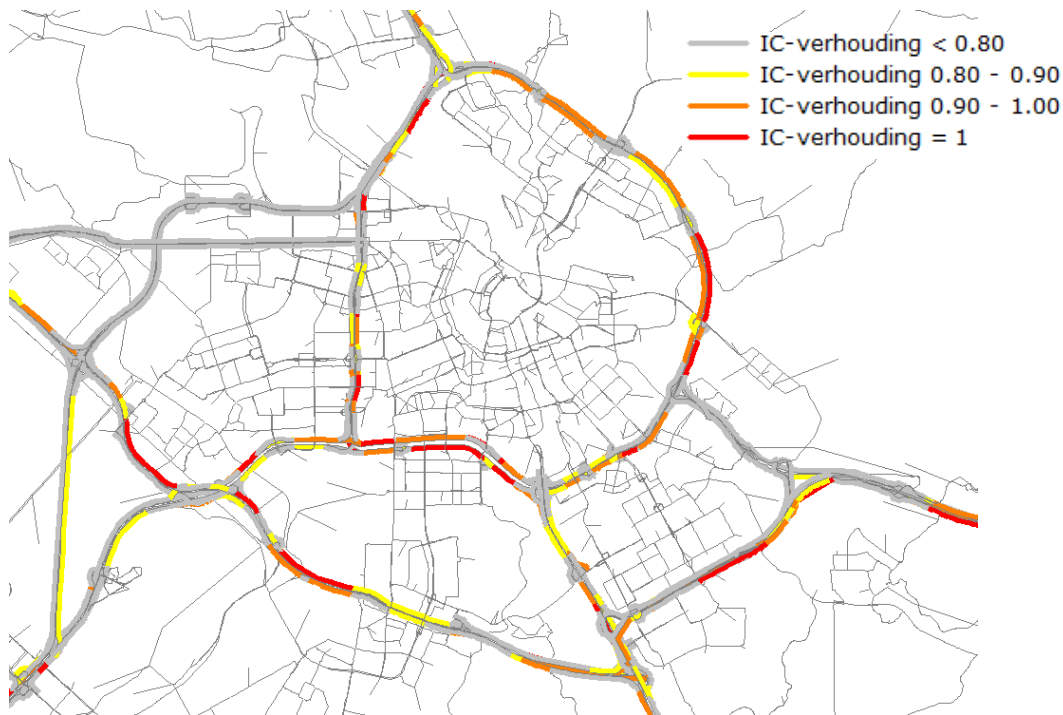 IC-verhouding < 0.80
IC-verhouding 0.80 - 0.90
IC-verhouding 0.90 - 1.00
IC-verhouding = 1